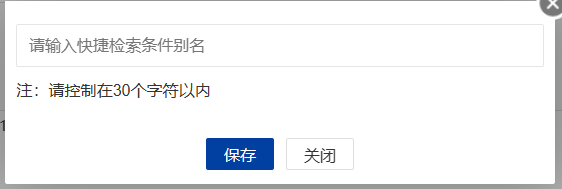 请输入快捷检索条件别名
注：请控制在30个字符以内
保存 关闭